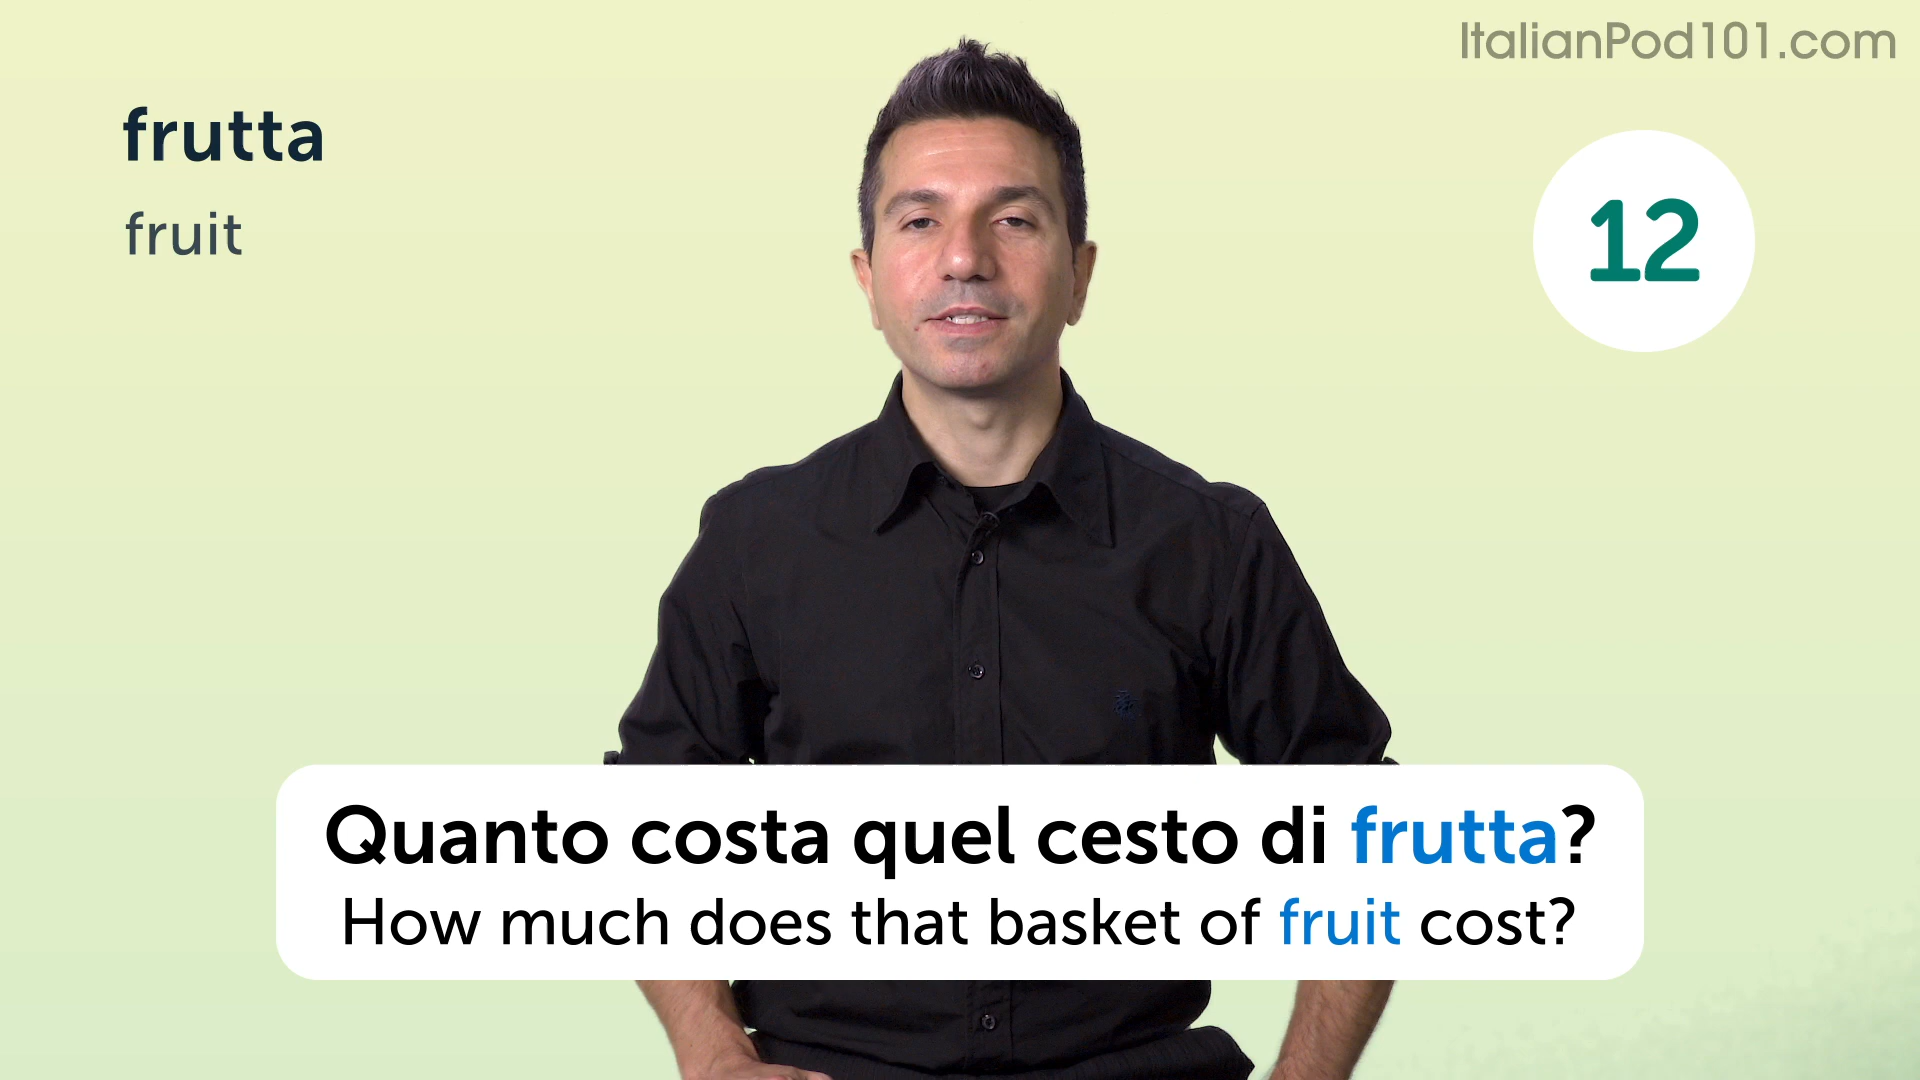 ItalianPod101.com
frutta
fruit
12
Quanto costa quel cesto di frutta?
How much does that basket of fruit cost?